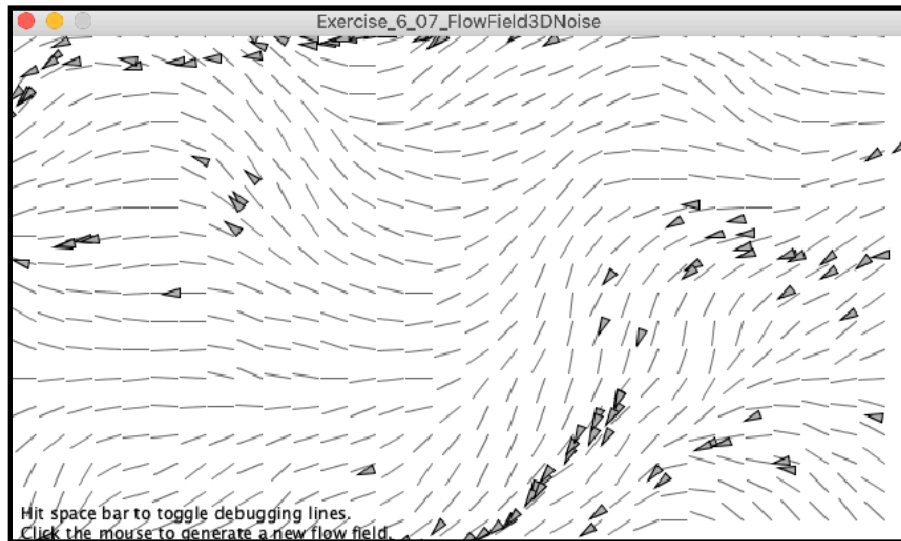 Exercise_6_07_FlowField3DNoise
Hit space bar to toggle debugging lines.
Click the mouse to generate a new flow field.